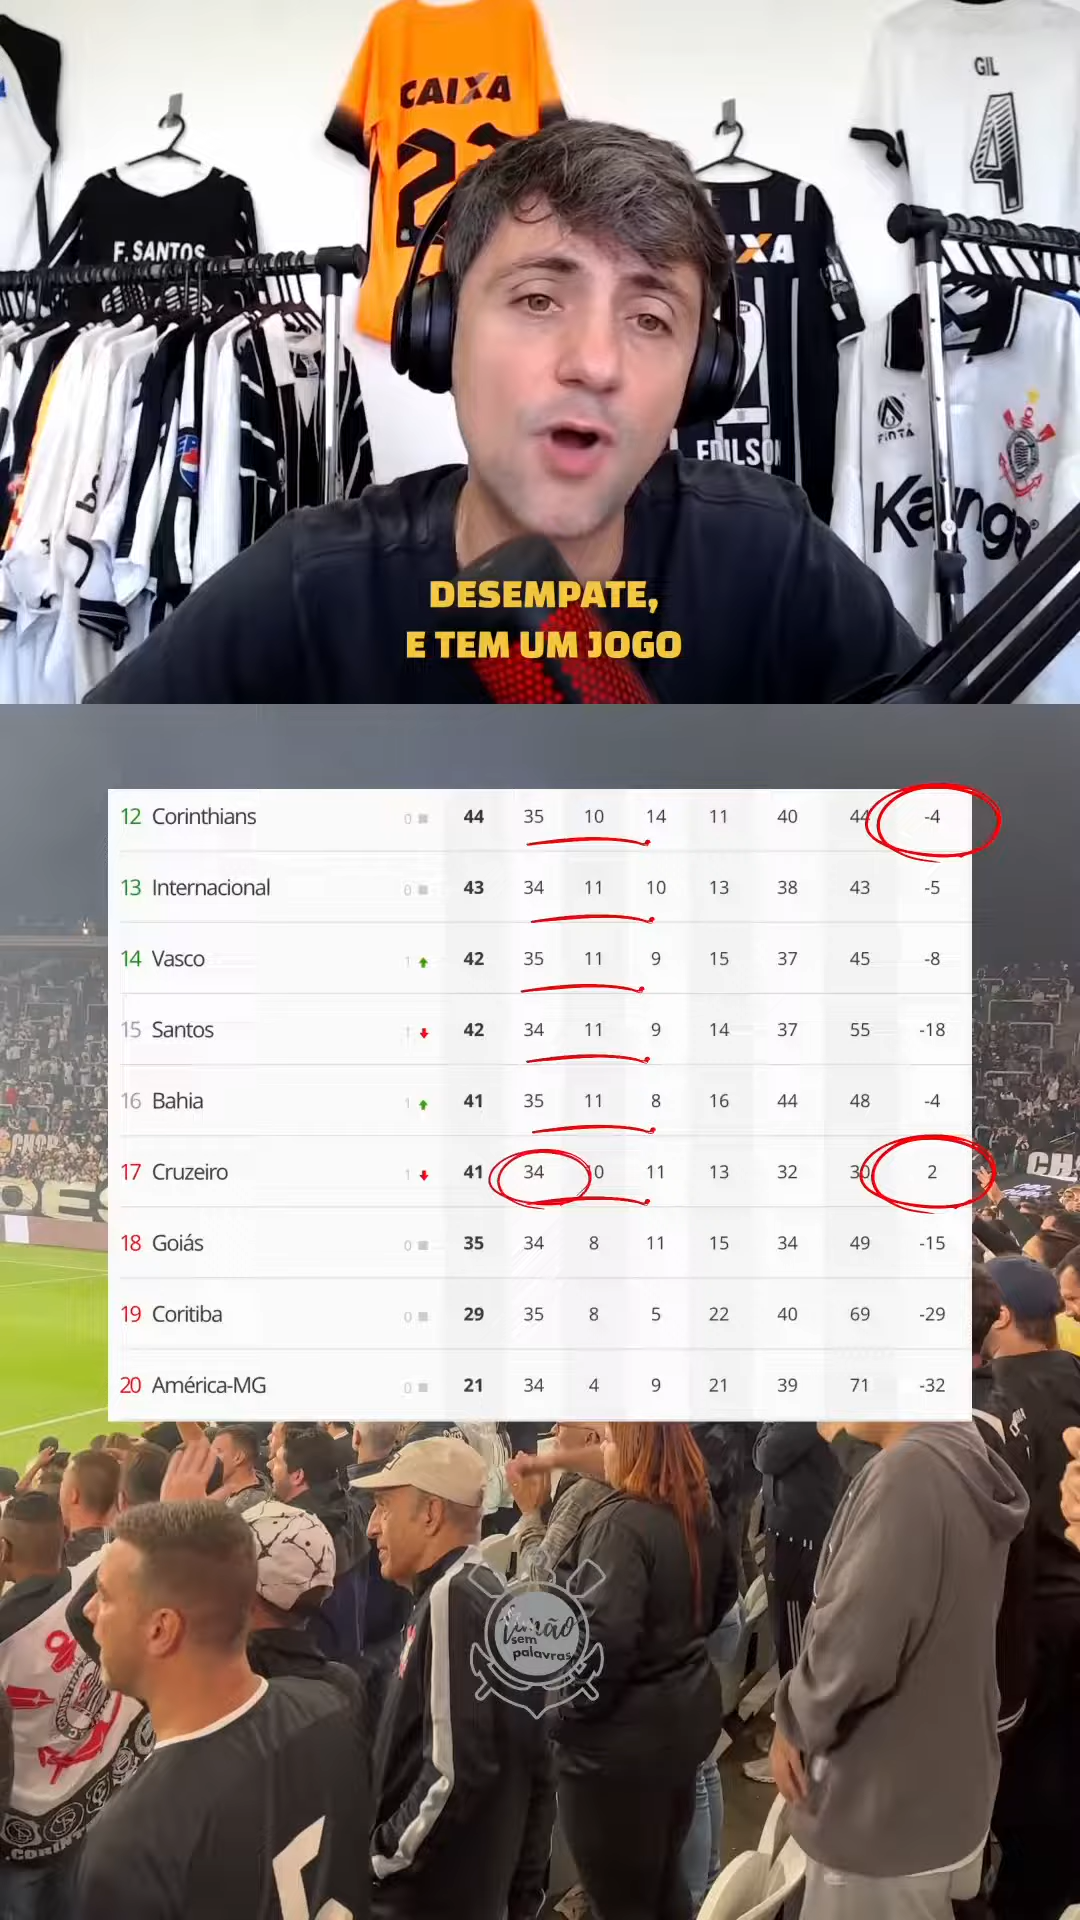 CAIXA
GIL
4
F. SANTOS
EDILSON
FINTA
DESEMPATE,
E TEM UM JOGO
12 Corinthians 0 44 35 10 14 11 40 44 -4
13 Internacional 0 43 34 11 10 13 38 43 -5
14 Vasco 1 42 35 11 9 15 37 45 -8
15 Santos 1 42 34 11 9 14 37 55 -18
16 Bahia 1 41 35 11 8 16 44 48 -4
17 Cruzeiro 1 41 34 10 11 13 32 30 2
18 Goiás 0 35 34 8 11 15 34 49 -15
19 Coritiba 0 29 35 8 5 22 40 69 -29
20 América-MG 0 21 34 4 9 21 39 71 -32
Timão
sem
palavras